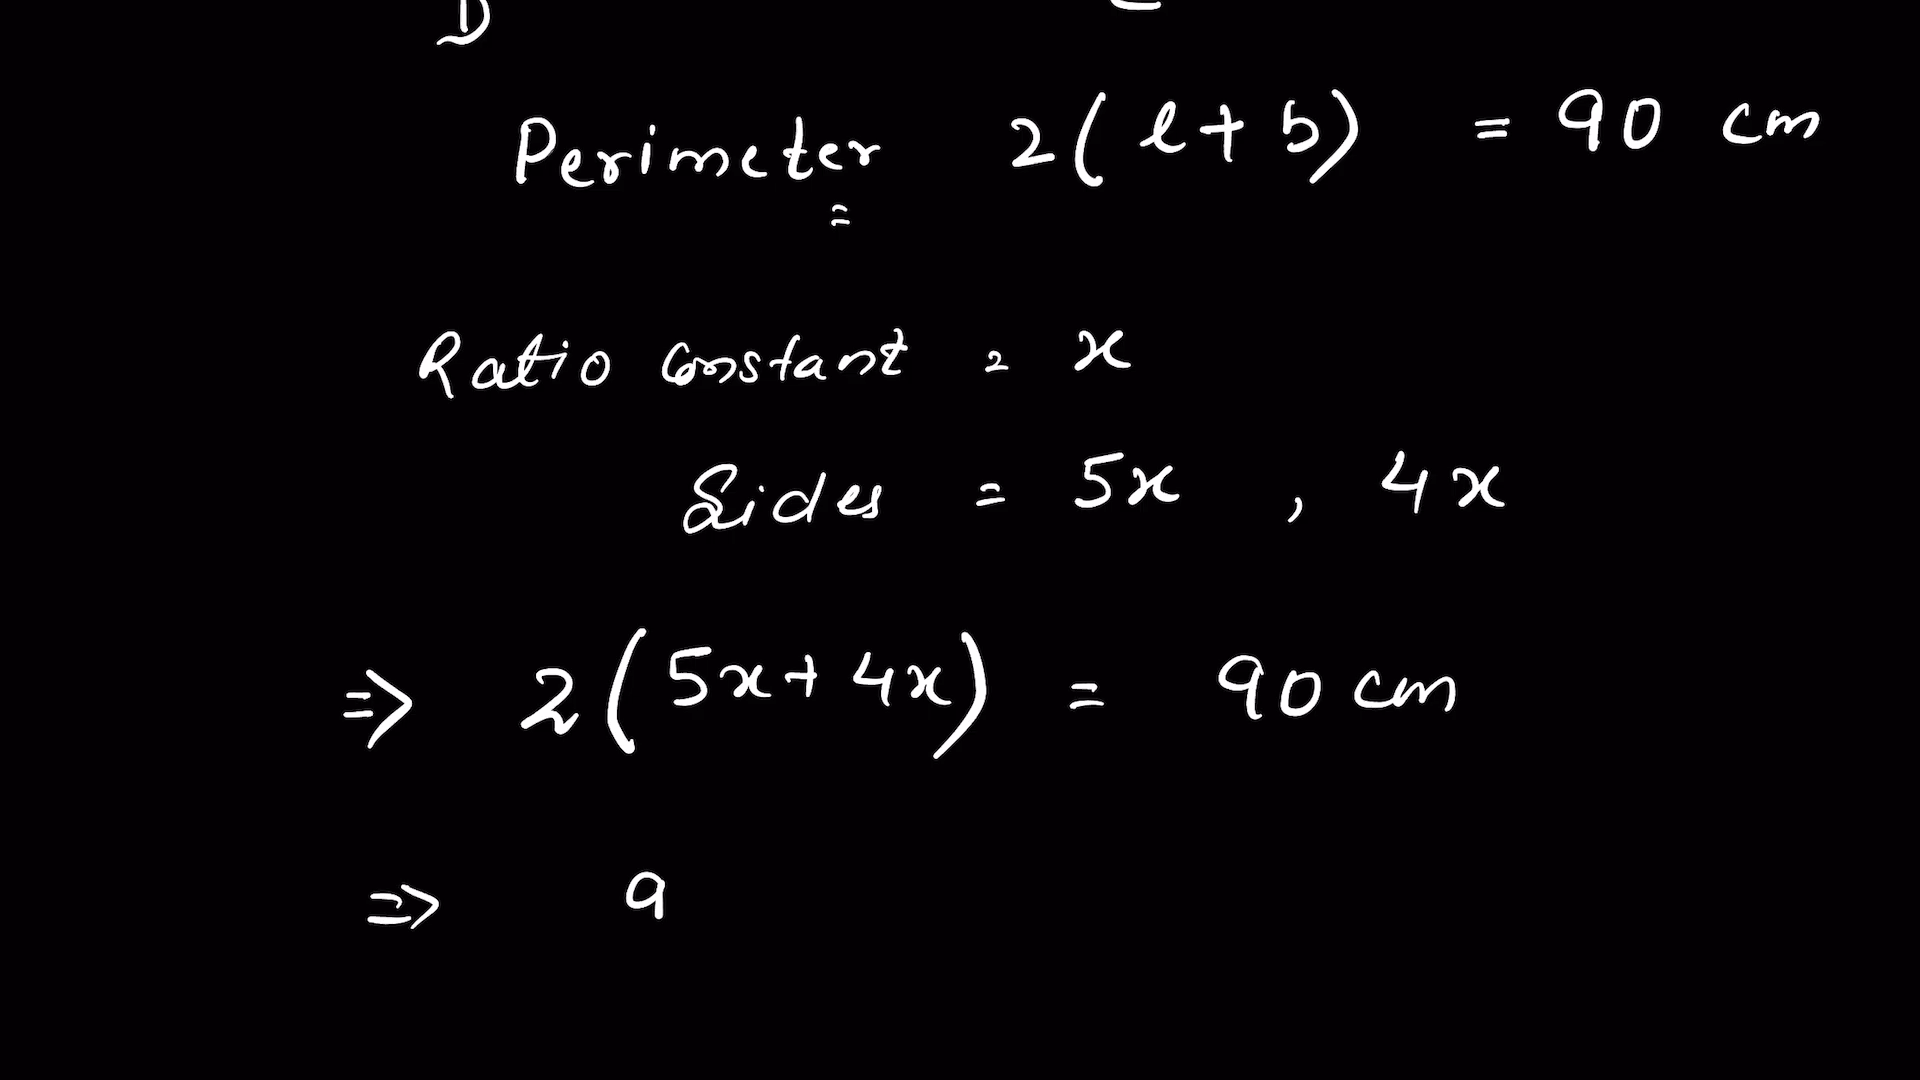 D
Perimeter 2(l+b) = 90 cm
=
Ratio constant = x
Sides = 5x , 4x
⇒ 2(5x+4x) = 90 cm
⇒ 9